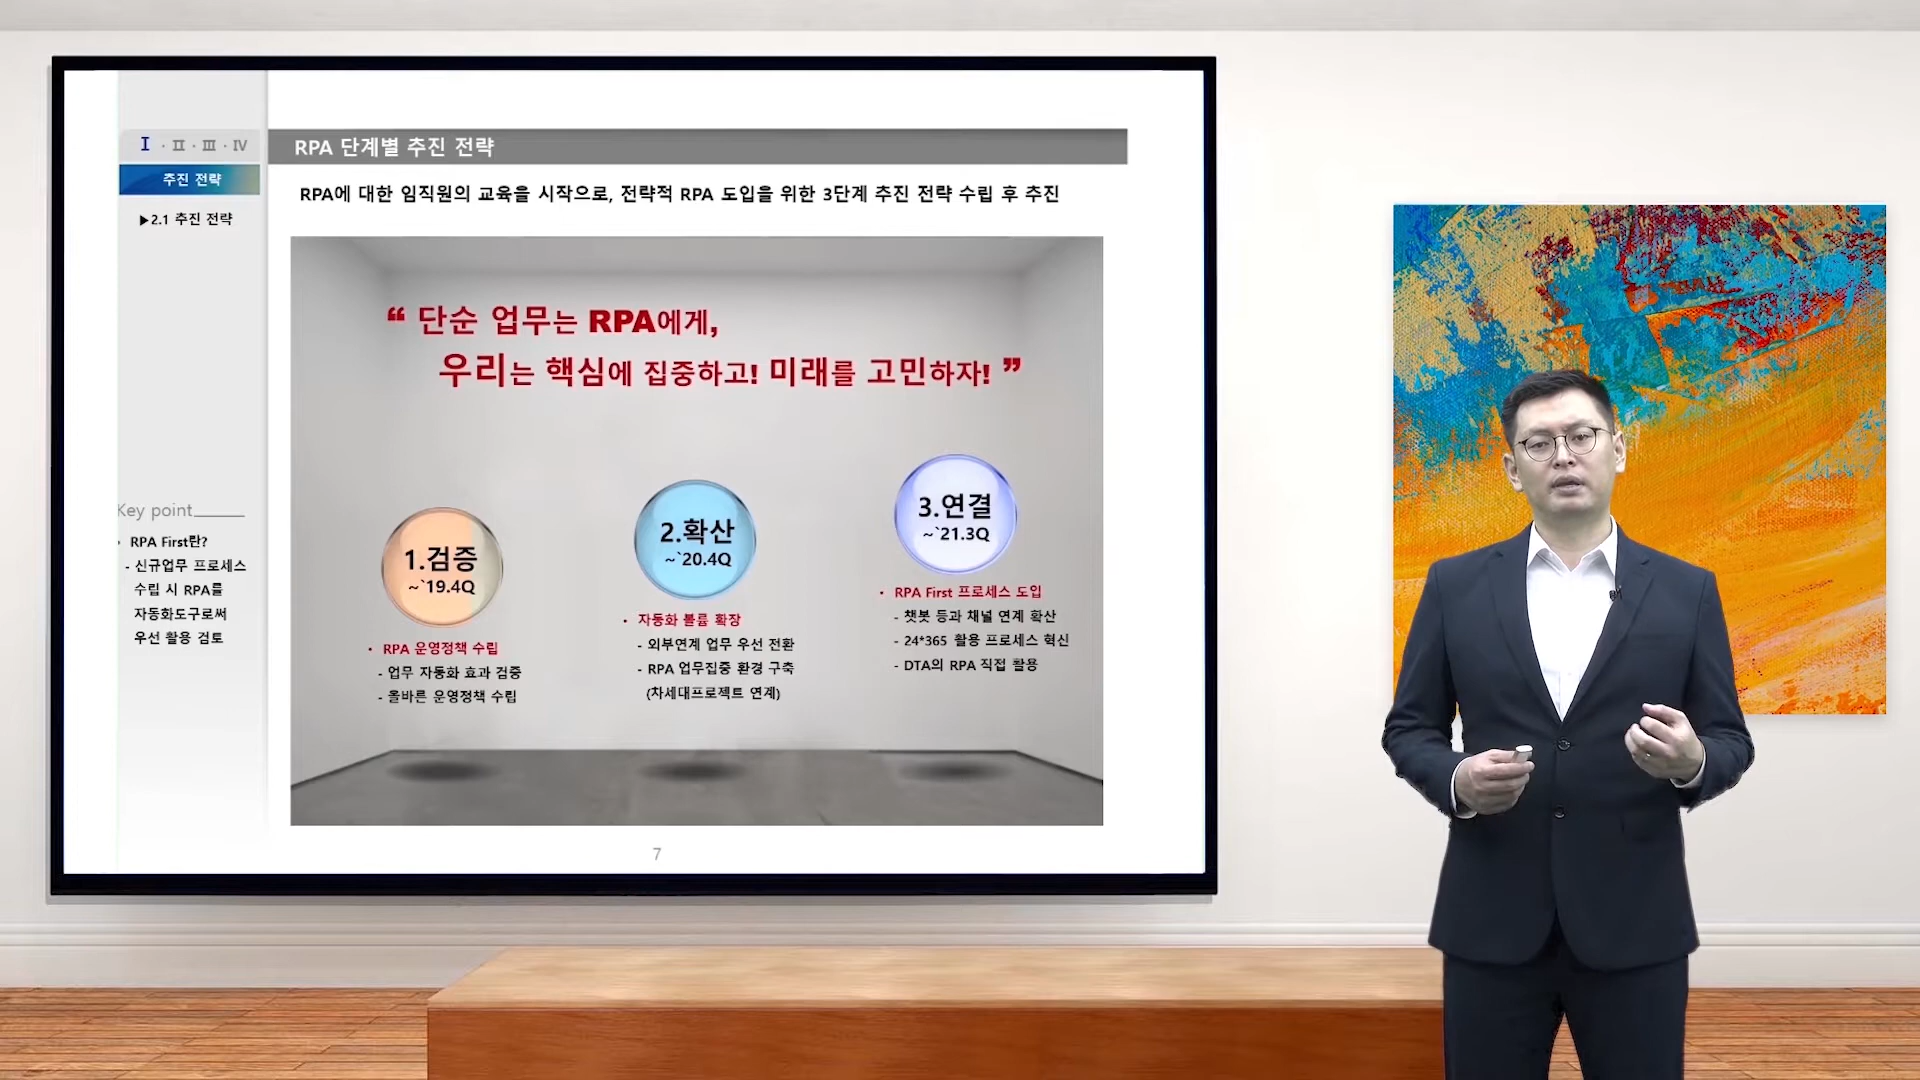 I · II · III · IV
추진 전략
▶2.1 추진 전략
Key point
· RPA First란?
- 신규업무 프로세스
수립 시 RPA를
자동화도구로써
우선 활용 검토
RPA 단계별 추진 전략
RPA에 대한 임직원의 교육을 시작으로, 전략적 RPA 도입을 위한 3단계 추진 전략 수립 후 추진
“ 단순 업무는 RPA에게,
우리는 핵심에 집중하고! 미래를 고민하자! ”
1.검증
~`19.4Q
• RPA 운영정책 수립
- 업무 자동화 효과 검증
- 올바른 운영정책 수립
2.확산
~`20.4Q
• 자동화 볼륨 확장
- 외부연계 업무 우선 전환
- RPA 업무집중 환경 구축
(차세대프로젝트 연계)
3.연결
~`21.3Q
• RPA First 프로세스 도입
- 챗봇 등과 채널 연계 확산
- 24*365 활용 프로세스 혁신
- DTA의 RPA 직접 활용
7